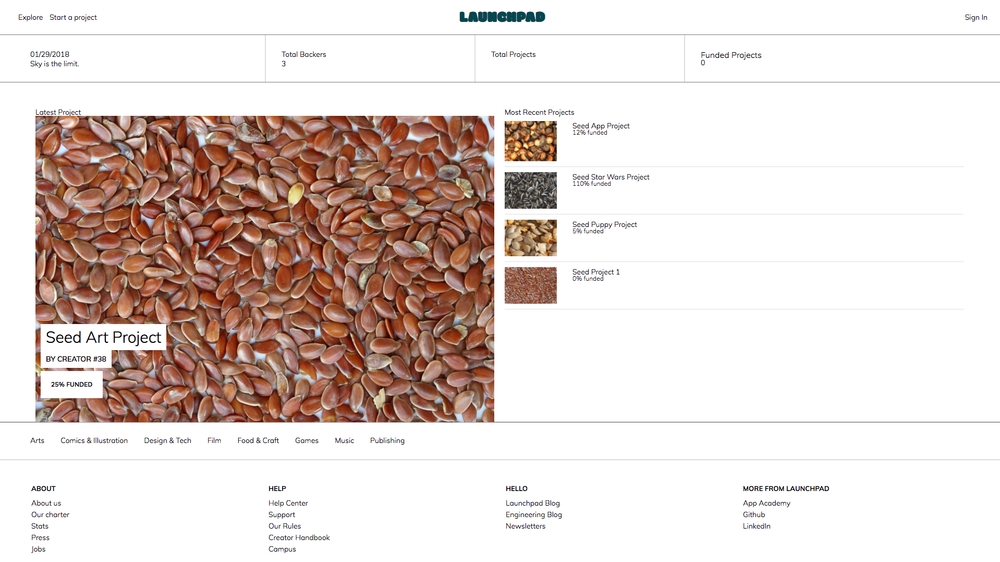 Explore Start a project
LAUNCHPAD
Sign In
01/29/2018
Sky is the limit.
Total Backers
3
Total Projects
Funded Projects
0
Latest Project
Seed Art Project
BY CREATOR #38
25% FUNDED
Most Recent Projects
Seed App Project
12% funded
Seed Star Wars Project
110% funded
Seed Puppy Project
5% funded
Seed Project 1
0% funded
Arts Comics & Illustration Design & Tech Film Food & Craft Games Music Publishing
ABOUT
About us
Our charter
Stats
Press
Jobs
HELP
Help Center
Support
Our Rules
Creator Handbook
Campus
HELLO
Launchpad Blog
Engineering Blog
Newsletters
MORE FROM LAUNCHPAD
App Academy
Github
LinkedIn